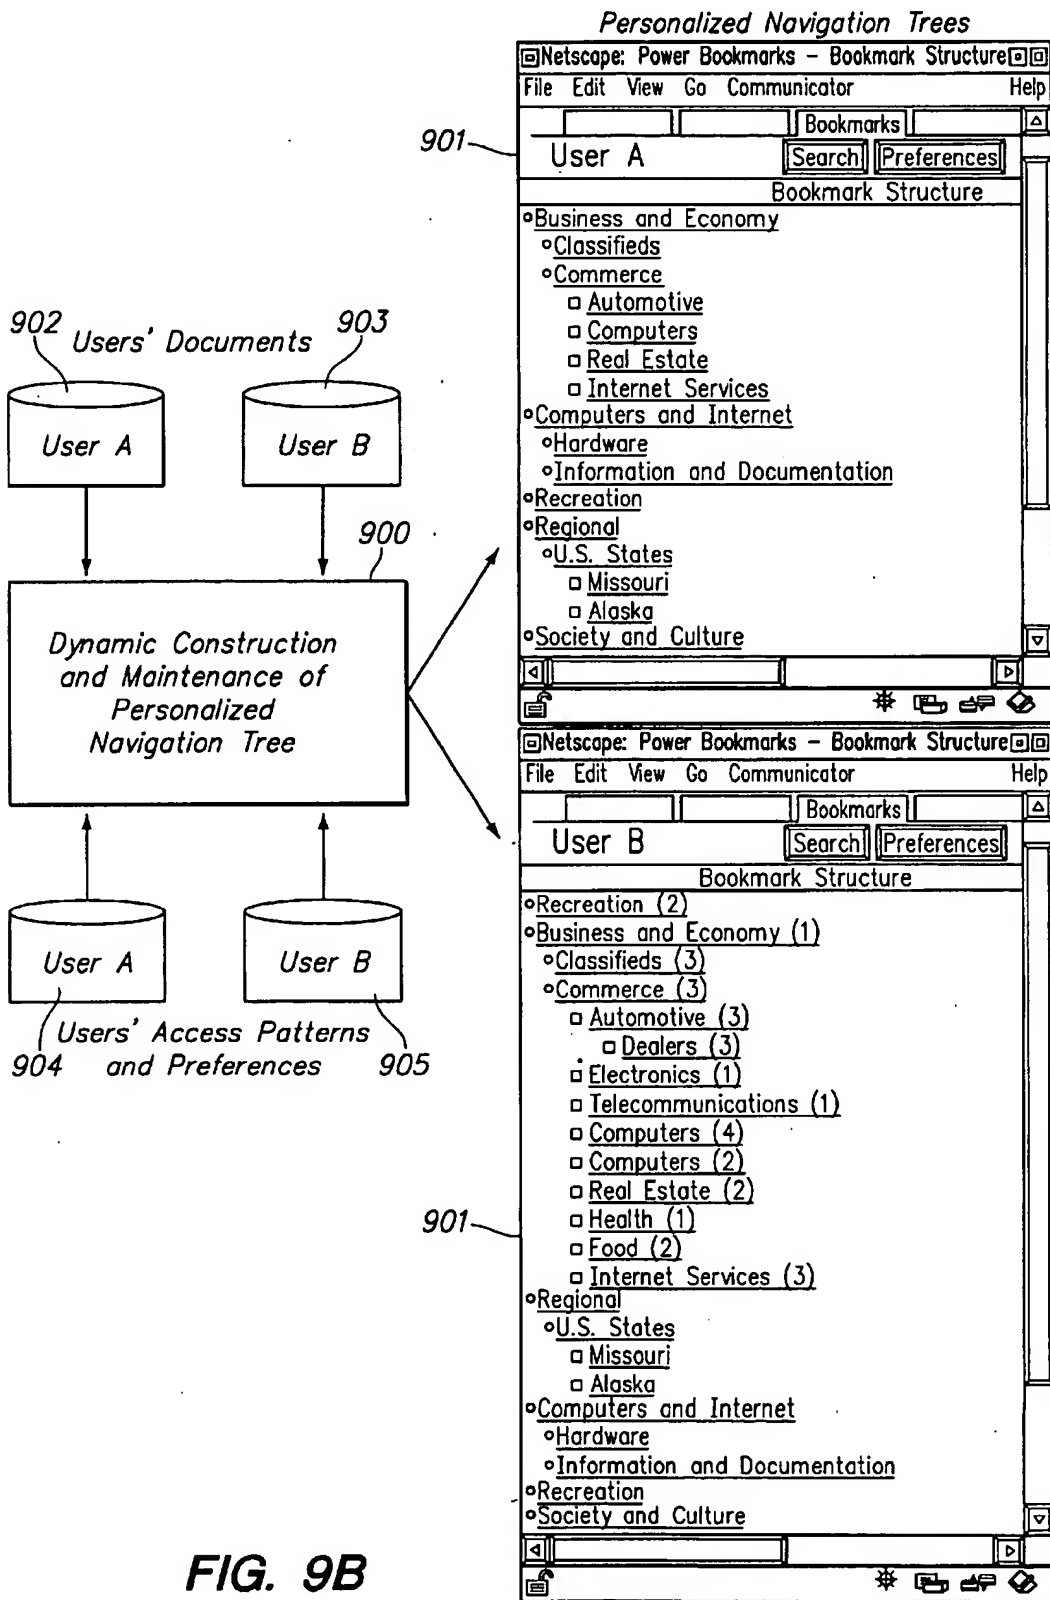 Personalized Navigation Trees
Netscape: Power Bookmarks - Bookmark Structure
File Edit View Go Communicator Help
Bookmarks
901
User A Search Preferences
Bookmark Structure
Business and Economy
Classifieds
Commerce
Automotive
Computers
Real Estate
Internet Services
Computers and Internet
Hardware
Information and Documentation
Recreation
Regional
U.S. States
Missouri
Alaska
Society and Culture
902 903
Users' Documents
User A User B
900
Dynamic Construction
and Maintenance of
Personalized
Navigation Tree
User A User B
Users' Access Patterns
904 and Preferences 905
Netscape: Power Bookmarks - Bookmark Structure
File Edit View Go Communicator Help
Bookmarks
User B Search Preferences
Bookmark Structure
Recreation (2)
Business and Economy (1)
Classifieds (3)
Commerce (3)
Automotive (3)
Dealers (3)
Electronics (1)
Telecommunications (1)
Computers (4)
Computers (2)
Real Estate (2)
901
Health (1)
Food (2)
Internet Services (3)
Regional
U.S. States
Missouri
Alaska
Computers and Internet
Hardware
Information and Documentation
Recreation
Society and Culture
FIG. 9B